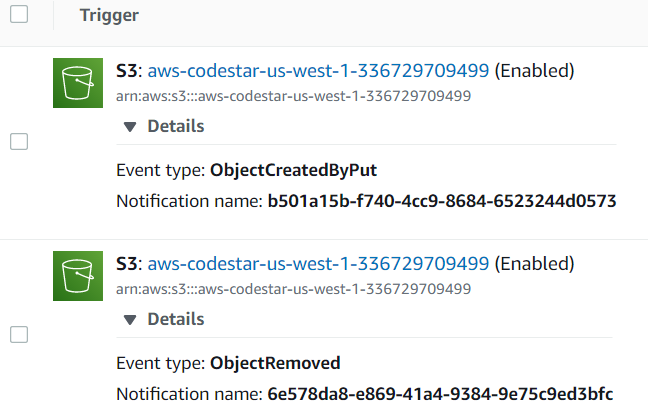 Trigger
S3: aws-codestar-us-west-1-336729709499 (Enabled)
arn:aws:s3:::aws-codestar-us-west-1-336729709499
▼ Details
Event type: ObjectCreatedByPut
Notification name: b501a15b-f740-4cc9-8684-6523244d0573
S3: aws-codestar-us-west-1-336729709499 (Enabled)
arn:aws:s3:::aws-codestar-us-west-1-336729709499
▼ Details
Event type: ObjectRemoved
Notification name: 6e578da8-e869-41a4-9384-9e75c9ed3bfc